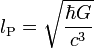 l_P = √(ħG/c³)